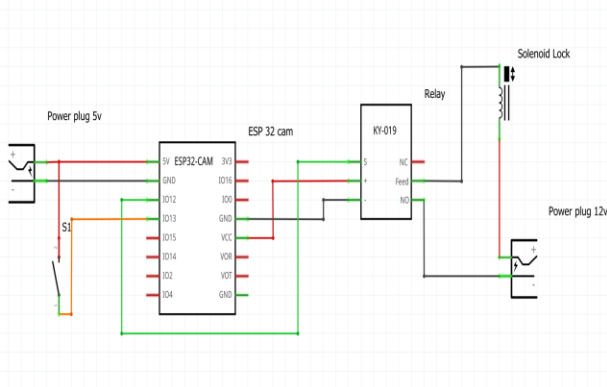 Solenoid Lock
Power plug 5v
Relay
ESP 32 cam
KY-019
+
-
5V
ESP32-CAM
3V3
GND
IO16
IO12
IO0
IO13
GND
IO15
VCC
IO14
VOR
IO2
VOT
IO4
GND
S
NC
+
Feed
-
NO
S1
Power plug 12v
+
-